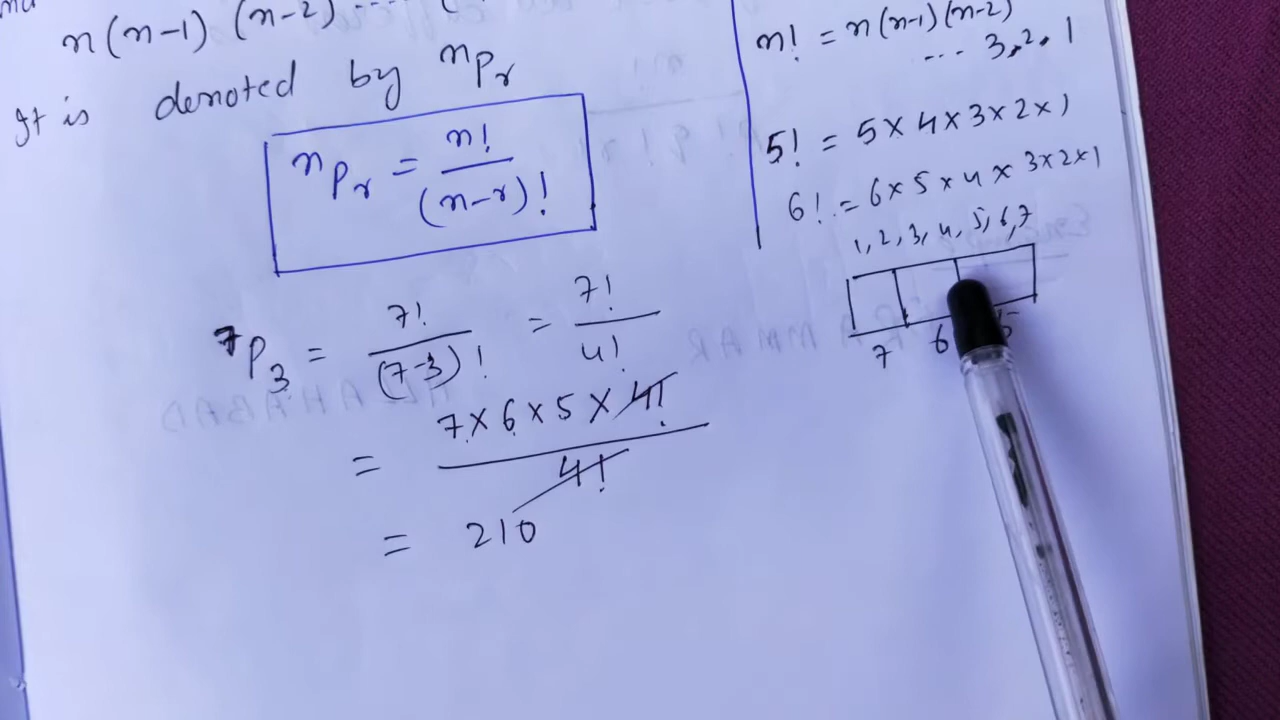 n(n-1) (n-2) ....
It is denoted by nPr
nPr = n! / (n-r)!
7P3 = 7! / (7-3)! = 7! / 4!
= 7 x 6 x 5 x 4! / 4!
= 210
n! = n(n-1)(n-2)
... 3.2.1
5! = 5 x 4 x 3 x 2 x 1
6! = 6 x 5 x 4 x 3 x 2 x 1
1, 2, 3, 4, 5, 6, 7
7 6 5